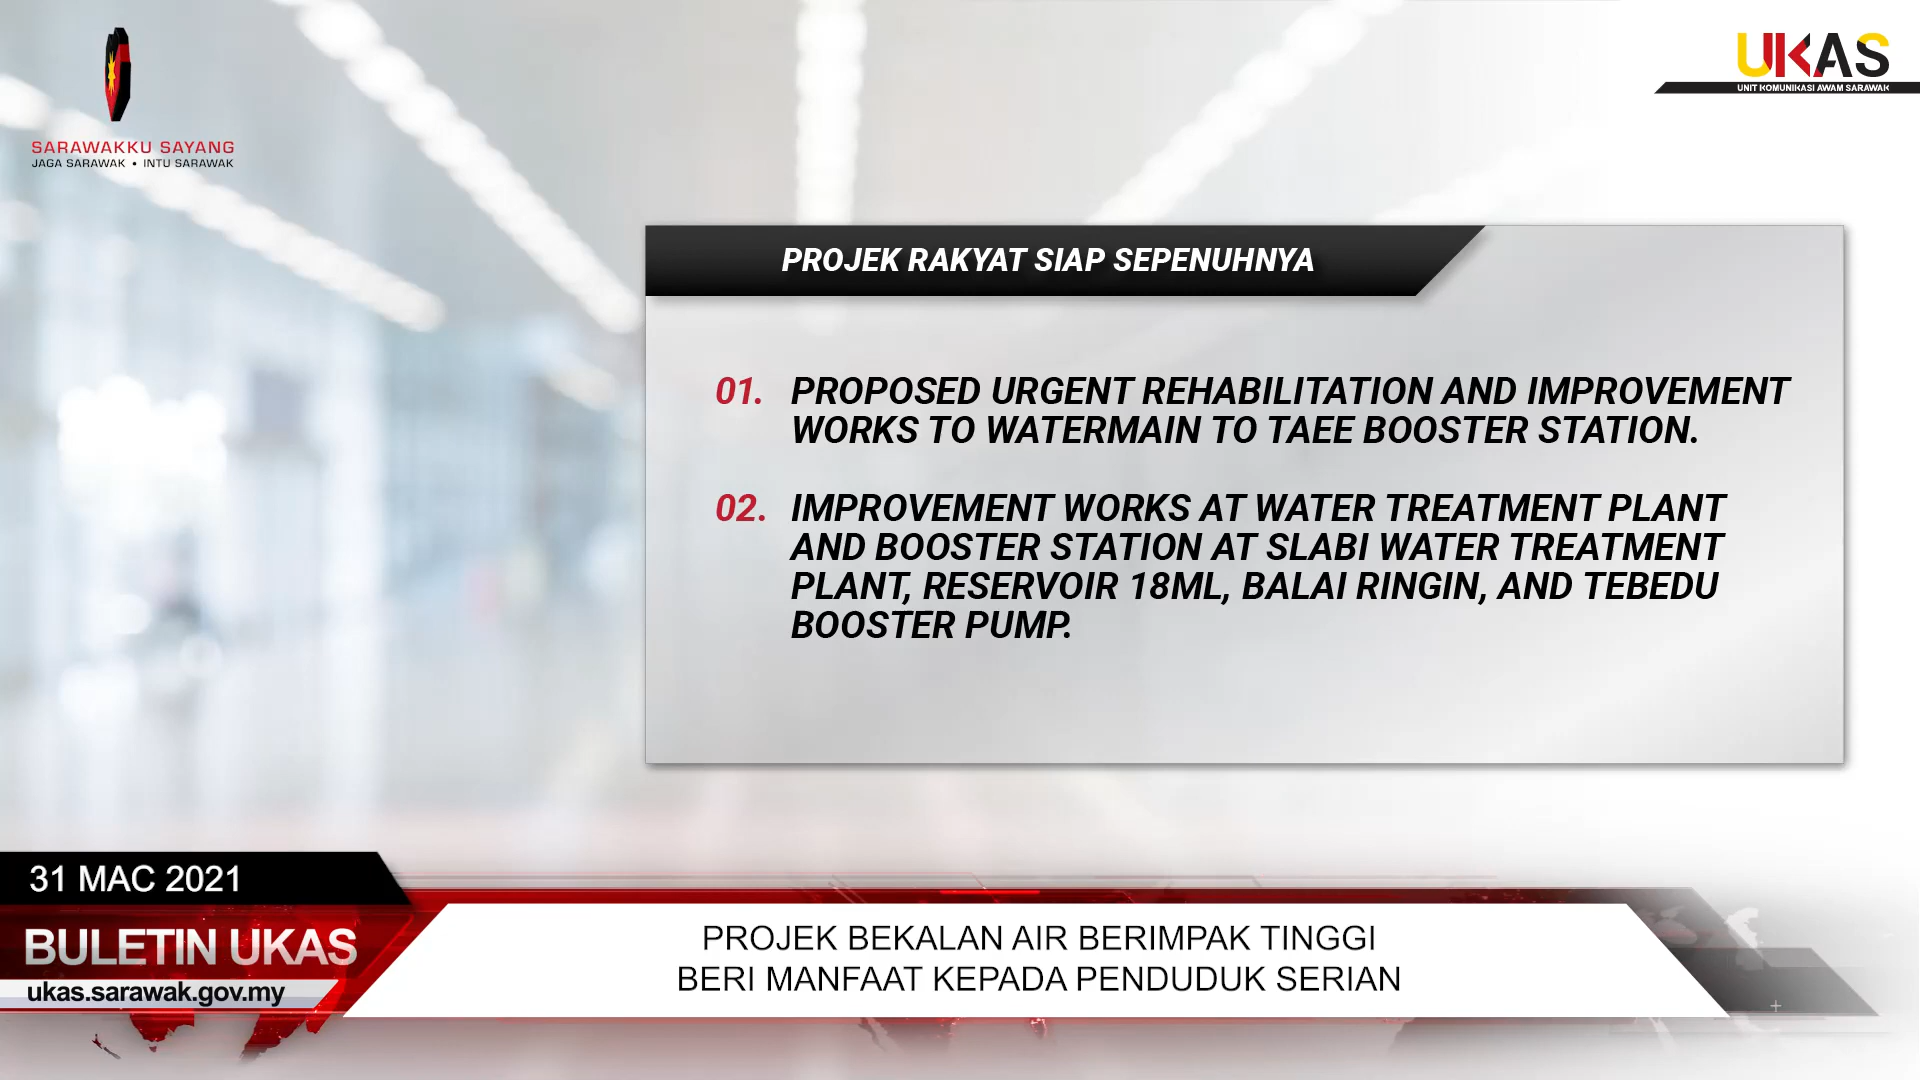 SARAWAKKU SAYANG
JAGA SARAWAK • INTU SARAWAK
UKAS
UNIT KOMUNIKASI AWAM SARAWAK
PROJEK RAKYAT SIAP SEPENUHNYA
01. PROPOSED URGENT REHABILITATION AND IMPROVEMENT
WORKS TO WATERMAIN TO TAEE BOOSTER STATION.
02. IMPROVEMENT WORKS AT WATER TREATMENT PLANT
AND BOOSTER STATION AT SLABI WATER TREATMENT
PLANT, RESERVOIR 18ML, BALAI RINGIN, AND TEBEDU
BOOSTER PUMP.
31 MAC 2021
BULETIN UKAS
ukas.sarawak.gov.my
PROJEK BEKALAN AIR BERIMPAK TINGGI
BERI MANFAAT KEPADA PENDUDUK SERIAN